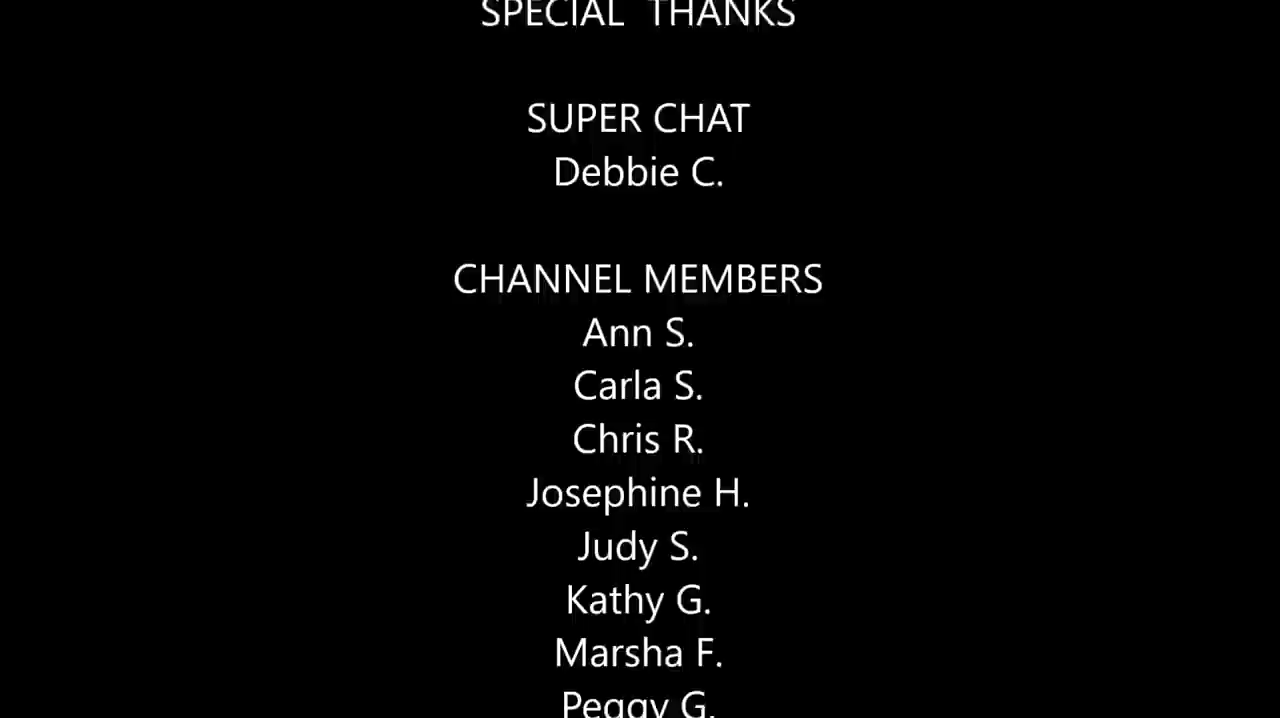 SPECIAL THANKS
SUPER CHAT
Debbie C.
CHANNEL MEMBERS
Ann S.
Carla S.
Chris R.
Josephine H.
Judy S.
Kathy G.
Marsha F.
Peggy G.